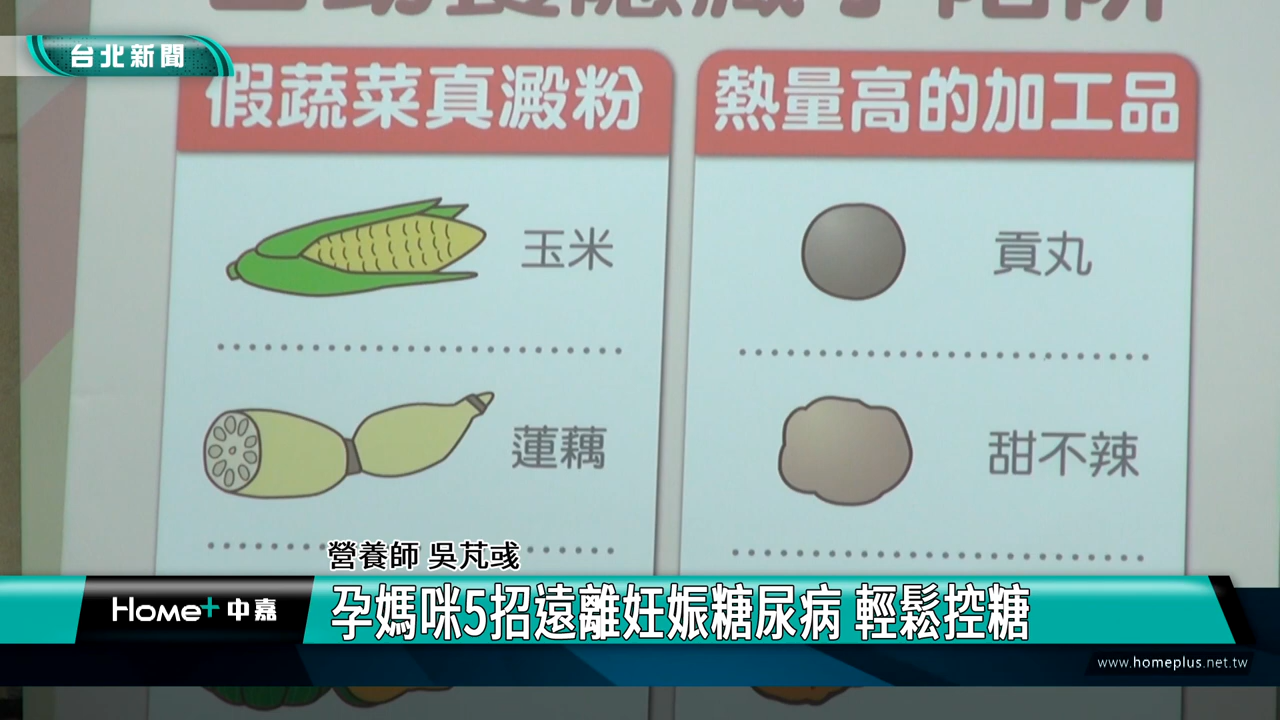 台北新聞
假蔬菜真澱粉
熱量高的加工品
玉米
貢丸
蓮藕
甜不辣
營養師 吳芃彧
Home+中嘉
孕媽咪5招遠離妊娠糖尿病 輕鬆控糖
www.homeplus.net.tw